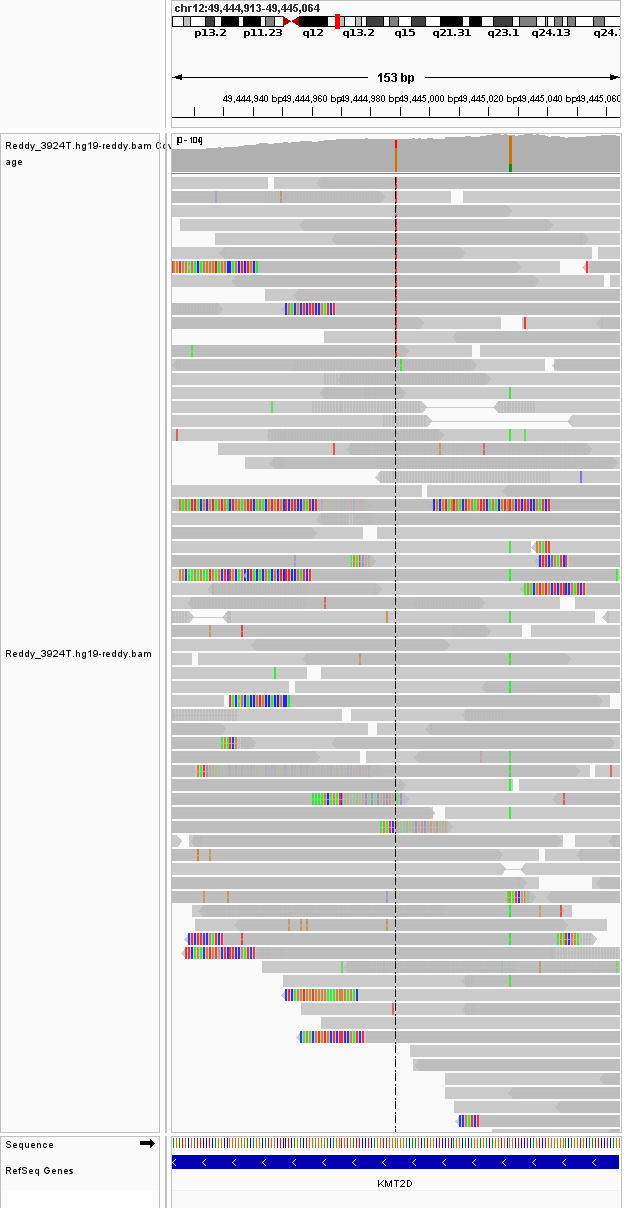 chr12:49,444,913-49,445,064
p13.2 p11.23 q12 q13.2 q15 q21.31 q23.1 q24.13 q24.
153 bp
49,444,940 bp 49,444,960 bp 49,444,980 bp 49,445,000 bp 49,445,020 bp 49,445,040 bp 49,445,060
Reddy_3924T.hg19-reddy.bam Cov
age
[0 - 104]
Reddy_3924T.hg19-reddy.bam
Sequence
RefSeq Genes
KMT2D